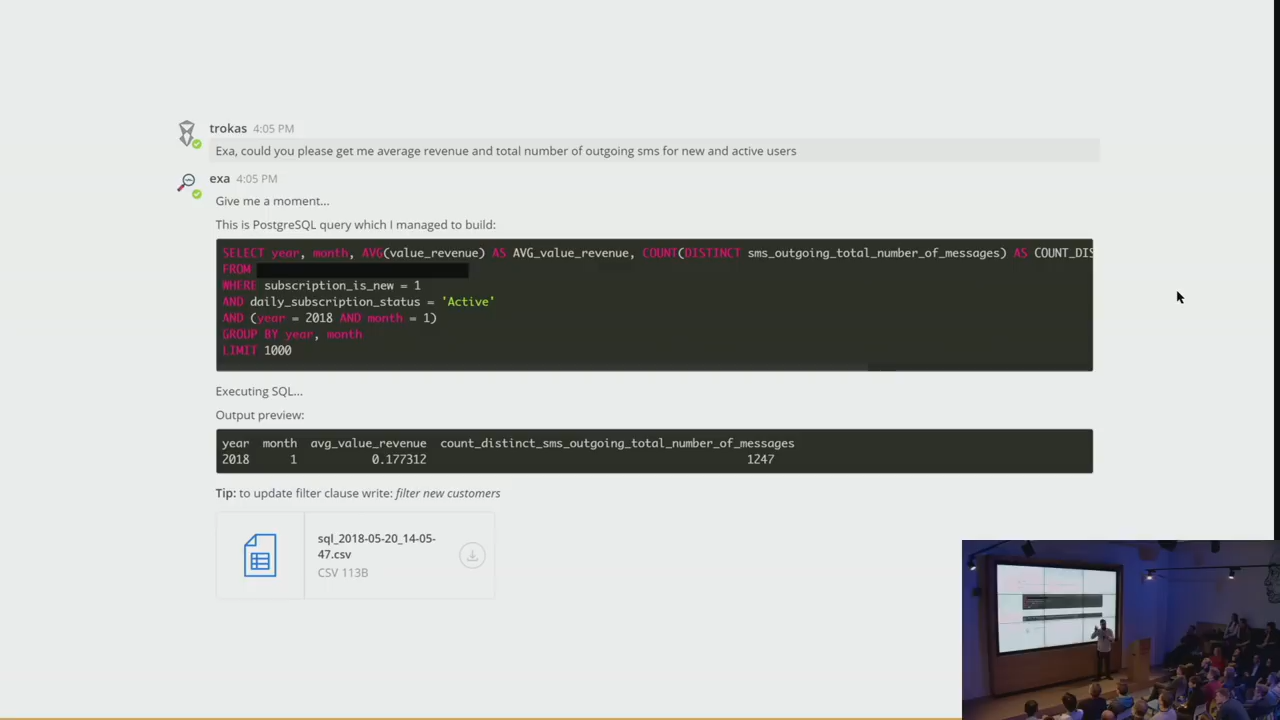 trokas 4:05 PM
Exa, could you please get me average revenue and total number of outgoing sms for new and active users
exa 4:05 PM
Give me a moment...
This is PostgreSQL query which I managed to build:
SELECT year, month, AVG(value_revenue) AS AVG_value_revenue, COUNT(DISTINCT sms_outgoing_total_number_of_messages) AS COUNT_DIS
FROM
WHERE subscription_is_new = 1
AND daily_subscription_status = 'Active'
AND (year = 2018 AND month = 1)
GROUP BY year, month
LIMIT 1000
Executing SQL...
Output preview:
year month avg_value_revenue count_distinct_sms_outgoing_total_number_of_messages
2018 1 0.177312 1247
Tip: to update filter clause write: filter new customers
sql_2018-05-20_14-05-
47.csv
CSV 113B